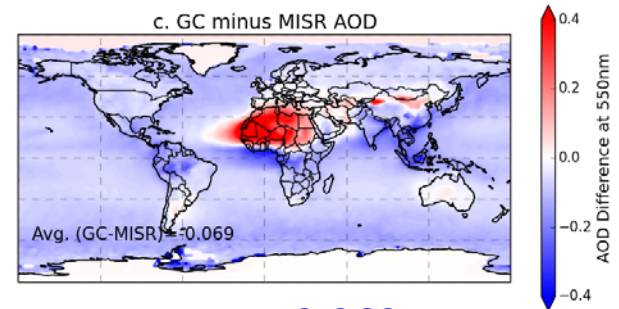 c. GC minus MISR AOD
Avg. (GC-MISR)=-0.069
0.4
0.2
0.0
−0.2
−0.4
AOD Difference at 550nm